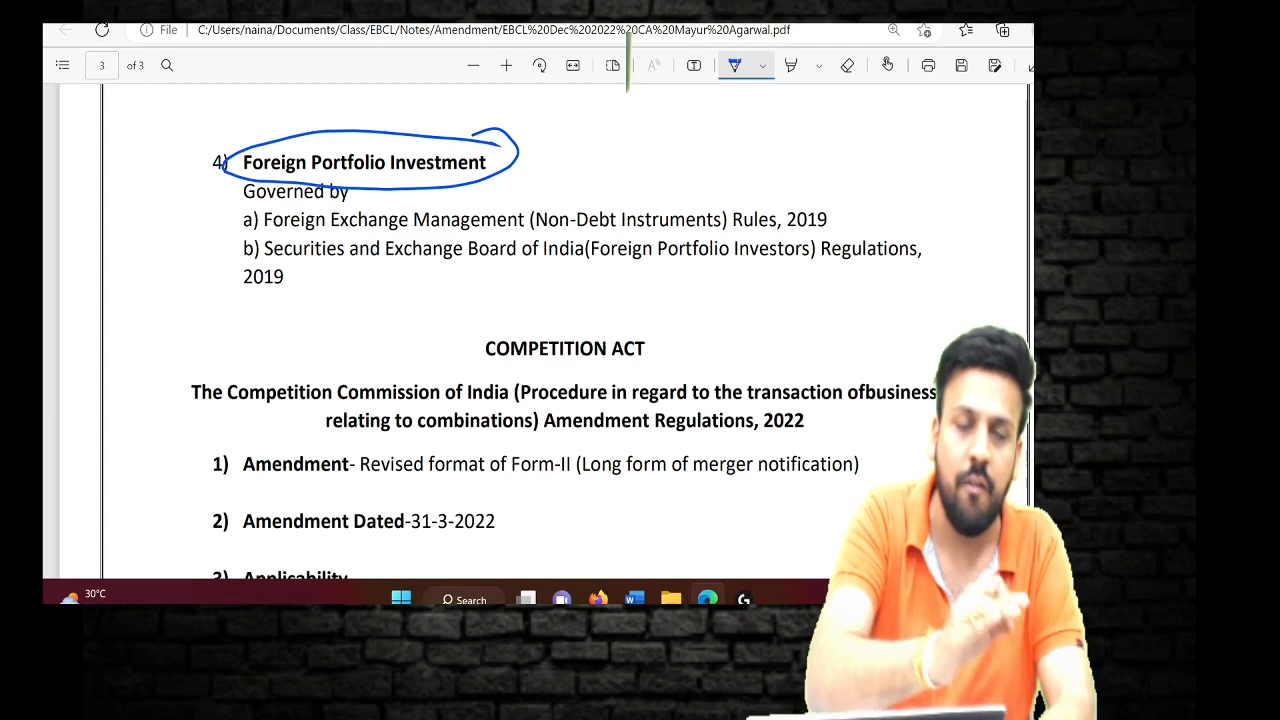 File C:/Users/naina/Documents/Class/EBCL/Notes/Amendment/EBCL%20Dec%202022%20CA%20Mayur%20Agarwal.pdf
3 of 3
4) Foreign Portfolio Investment
Governed by
a) Foreign Exchange Management (Non-Debt Instruments) Rules, 2019
b) Securities and Exchange Board of India(Foreign Portfolio Investors) Regulations,
2019
COMPETITION ACT
The Competition Commission of India (Procedure in regard to the transaction ofbusiness
relating to combinations) Amendment Regulations, 2022
1) Amendment- Revised format of Form-II (Long form of merger notification)
2) Amendment Dated-31-3-2022
3) Applicability
30°C
Search